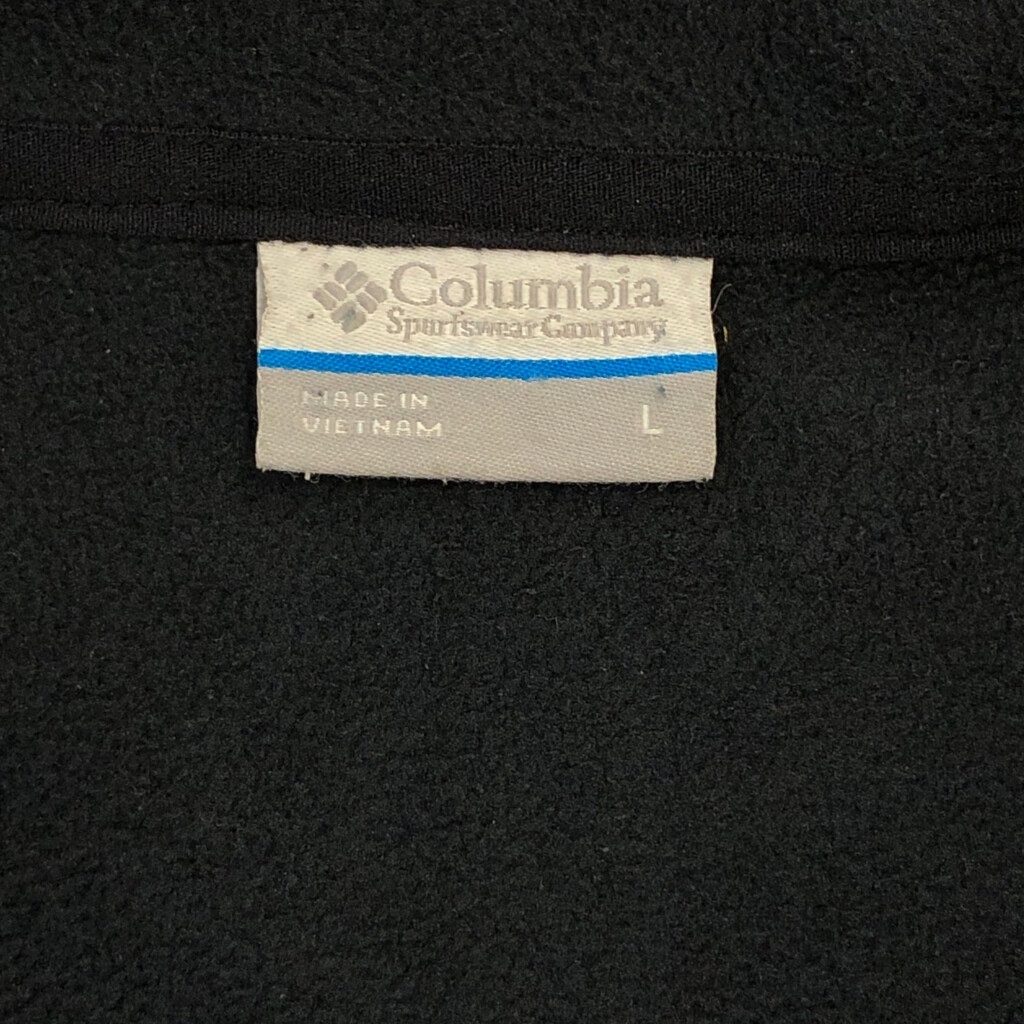 Columbia
Sportswear Company
MADE IN
VIETNAM
L